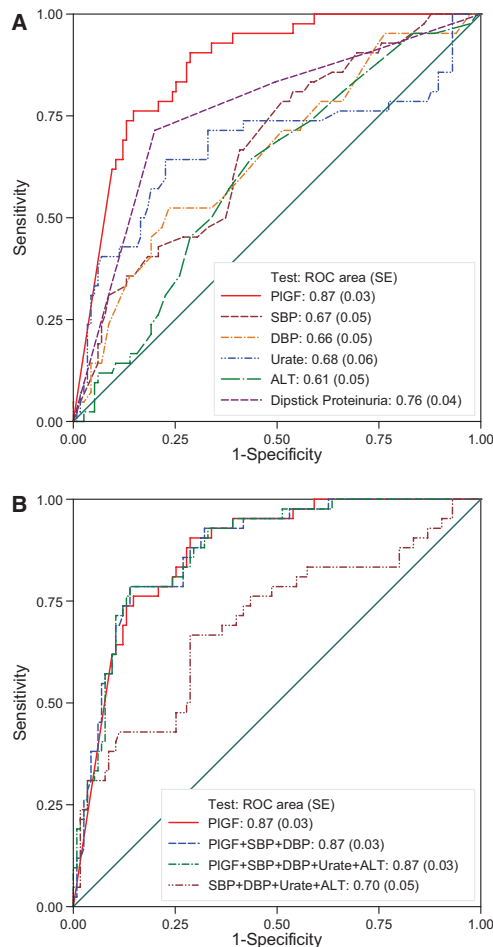 A
1.00
0.75
0.50
0.25
0.00
Sensitivity
Test: ROC area (SE)
PlGF: 0.87 (0.03)
SBP: 0.67 (0.05)
DBP: 0.66 (0.05)
Urate: 0.68 (0.06)
ALT: 0.61 (0.05)
Dipstick Proteinuria: 0.76 (0.04)
0.00 0.25 0.50 0.75 1.00
1-Specificity
B
1.00
0.75
0.50
0.25
0.00
Sensitivity
Test: ROC area (SE)
PlGF: 0.87 (0.03)
PlGF+SBP+DBP: 0.87 (0.03)
PlGF+SBP+DBP+Urate+ALT: 0.87 (0.03)
SBP+DBP+Urate+ALT: 0.70 (0.05)
0.00 0.25 0.50 0.75 1.00
1-Specificity